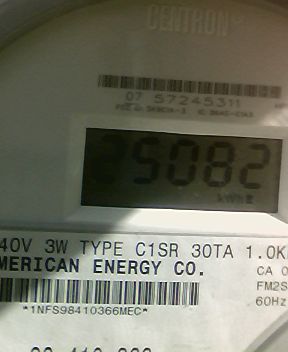 CENTRON
07 57245311
25082
kWh
40V 3W TYPE C1SR 30TA 1.0K
MERICAN ENERGY CO.
CA 0
FM2S
60Hz
*1NFS98410366MEC*